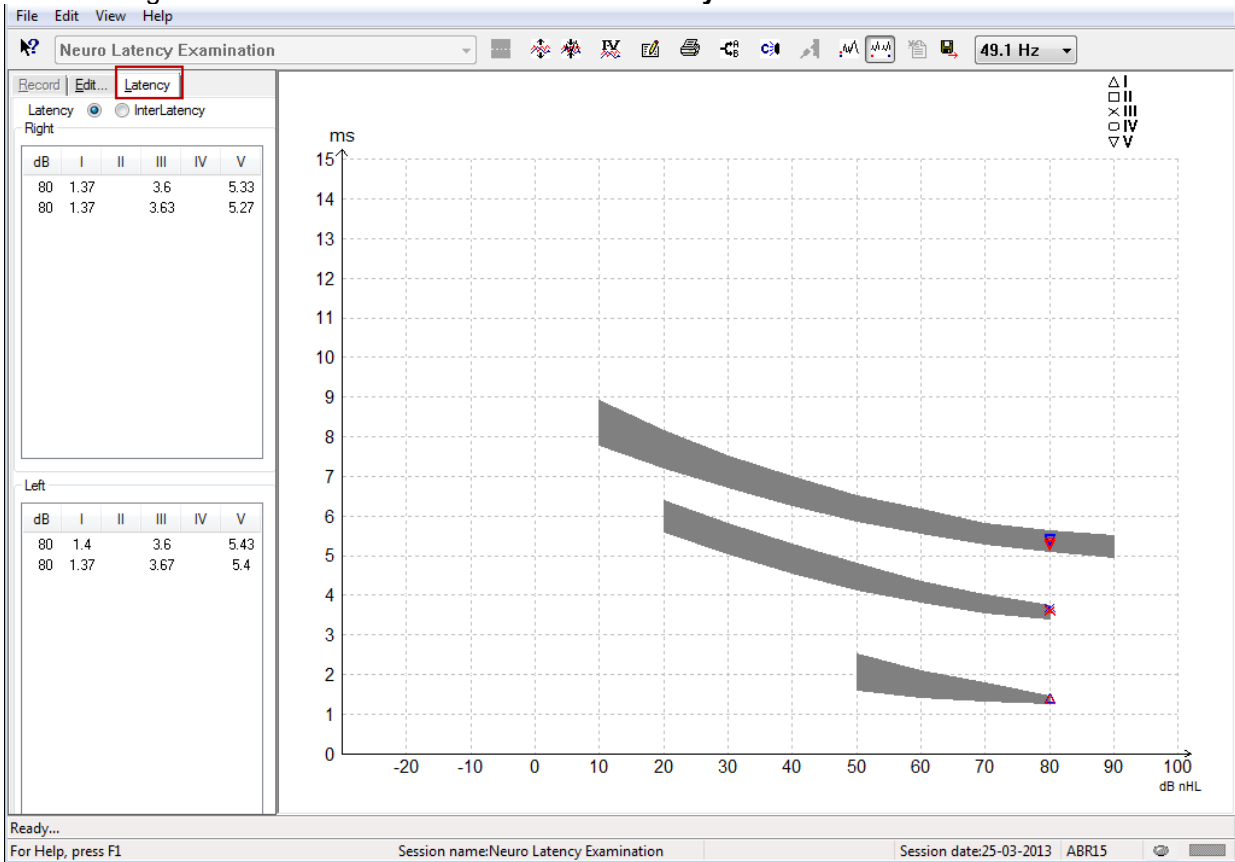 File Edit View Help
Neuro Latency Examination 49.1 Hz
Record Edit... Latency
Latency InterLatency
Right
dB I II III IV V
80 1.37 3.6 5.33
80 1.37 3.63 5.27
Left
dB I II III IV V
80 1.4 3.6 5.43
80 1.37 3.67 5.4
I
II
III
IV
V
ms
15
14
13
12
11
10
9
8
7
6
5
4
3
2
1
0
-20 -10 0 10 20 30 40 50 60 70 80 90 100
dB nHL
Ready...
For Help, press F1 Session name:Neuro Latency Examination Session date:25-03-2013 ABR15